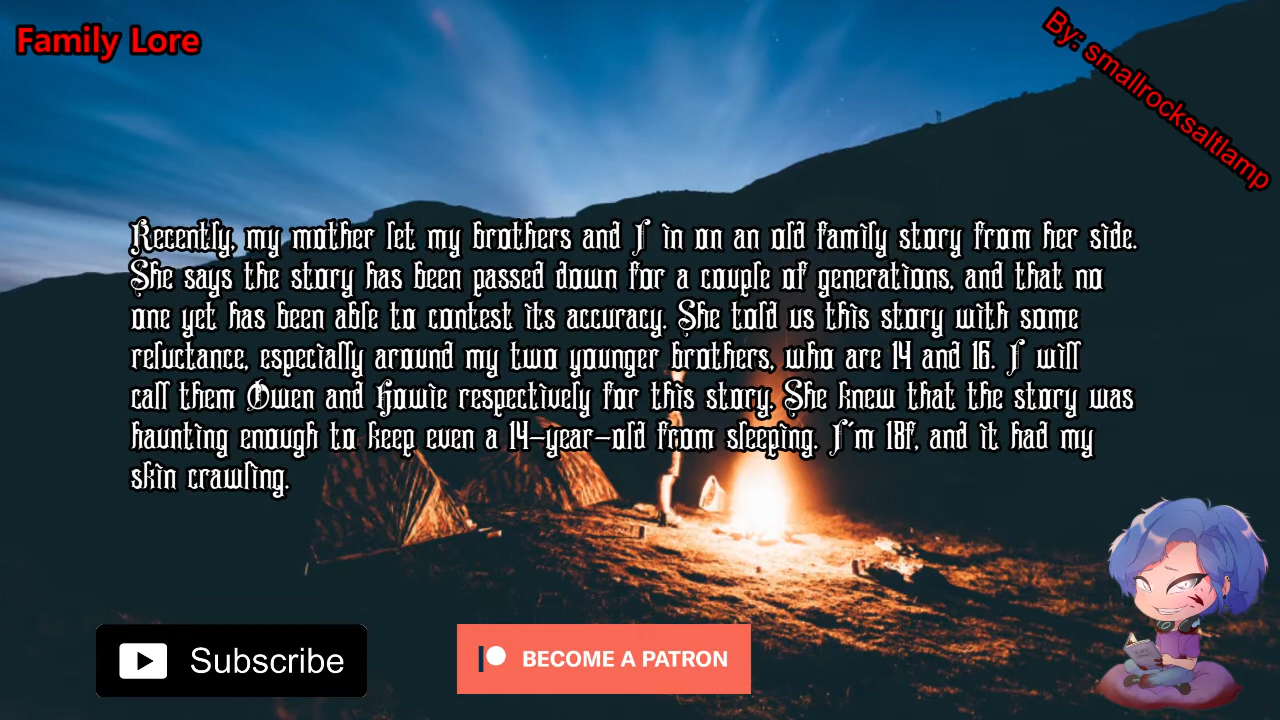 Family Lore
By: smallrocksaltlamp
Recently, my mother let my brothers and I in on an old family story from her side.
She says the story has been passed down for a couple of generations, and that no
one yet has been able to contest its accuracy. She told us this story with some
reluctance, especially around my two younger brothers, who are 14 and 16. I will
call them Owen and Howie respectively for this story. She knew that the story was
haunting enough to keep even a 14-year-old from sleeping. I'm 18f, and it had my
skin crawling.
Subscribe
BECOME A PATRON